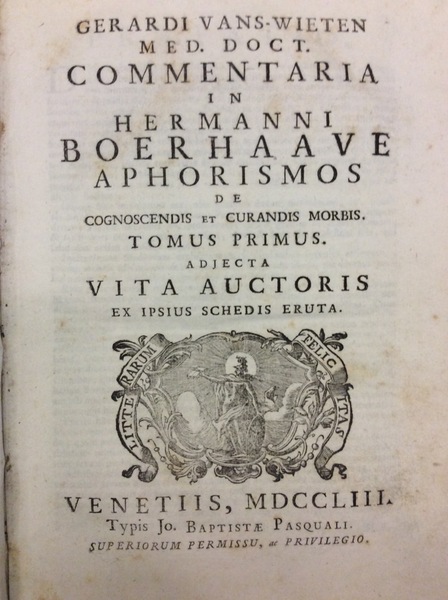 GERARDI VANS-WIETEN
MED. DOCT.
COMMENTARIA
IN
HERMANNI
BOERHAAVE
APHORISMOS
DE
COGNOSCENDIS ET CURANDIS MORBIS.
TOMUS PRIMUS.
ADJECTA
VITA AUCTORIS
EX IPSIUS SCHEDIS ERUTA.
LITTERARUM FELICITAS
VENETIIS, MDCCLIII.
Typis Jo. BAPTISTÆ PASQUALI.
SUPERIORUM PERMISSU, ac PRIVILEGIO.